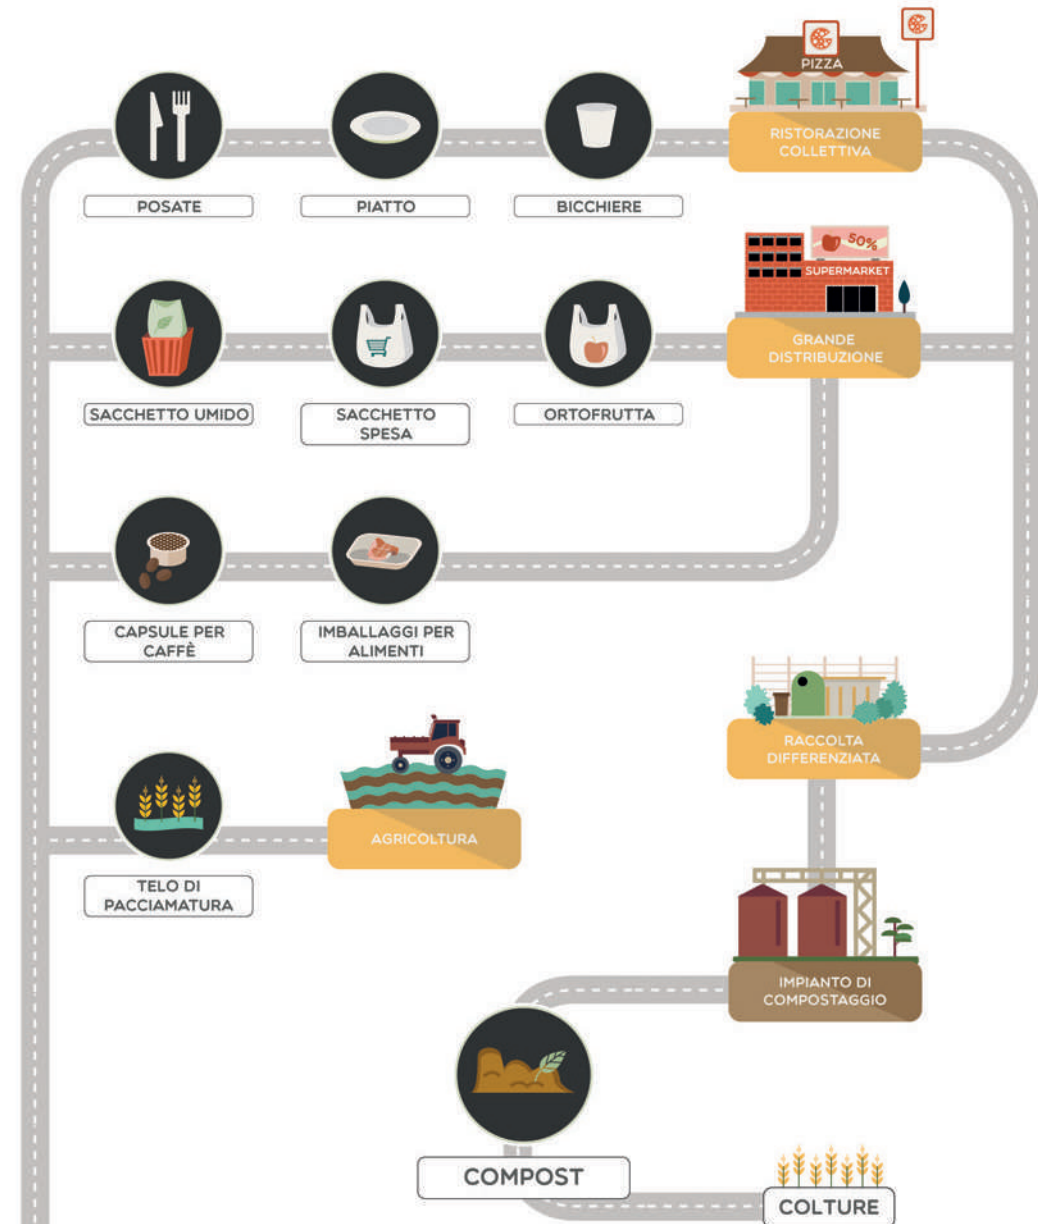 PIZZA
RISTORAZIONE
COLLETTIVA
POSATE
PIATTO
BICCHIERE
50%
SUPERMARKET
GRANDE
DISTRIBUZIONE
SACCHETTO UMIDO
SACCHETTO
SPESA
ORTOFRUTTA
CAPSULE PER
CAFFÈ
IMBALLAGGI PER
ALIMENTI
RACCOLTA
DIFFERENZIATA
AGRICOLTURA
TELO DI
PACCIAMATURA
IMPIANTO DI
COMPOSTAGGIO
COMPOST
COLTURE